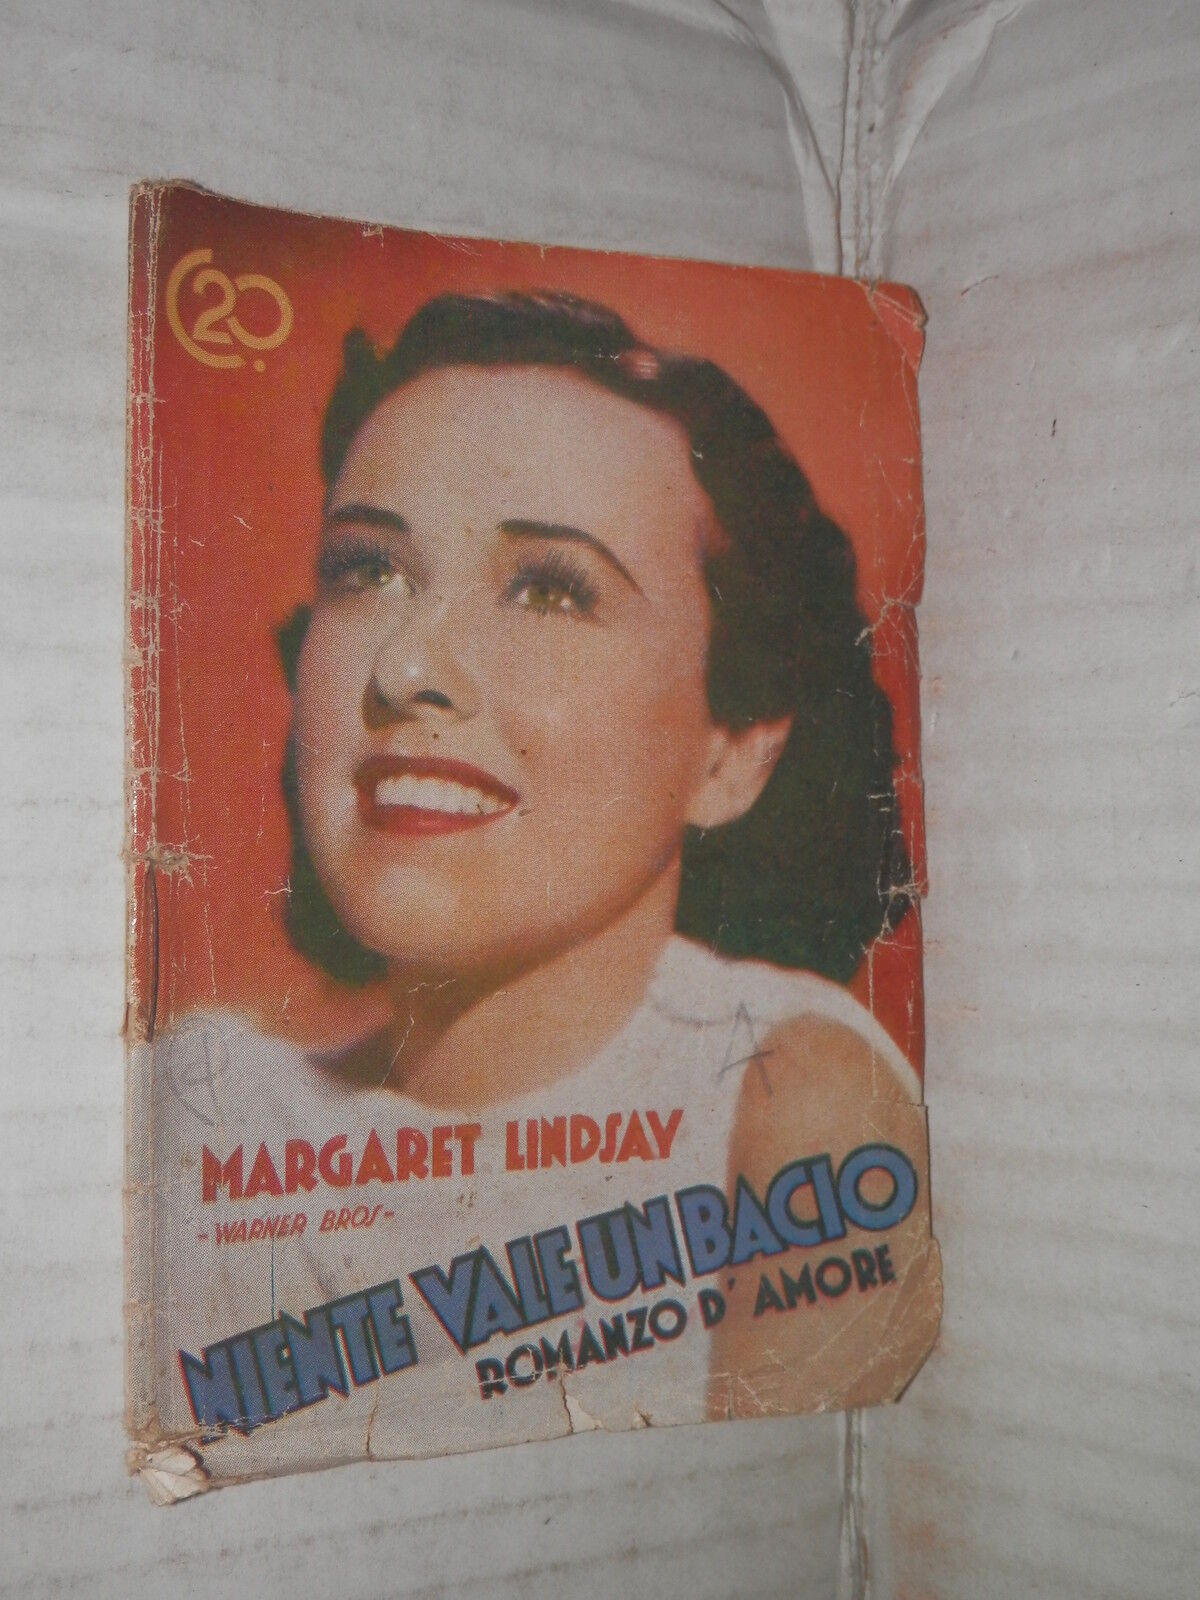 C.20
MARGARET LINDSAY
-WARNER BROS-
NIENTE VALE UN BACIO
ROMANZO D'AMORE
A